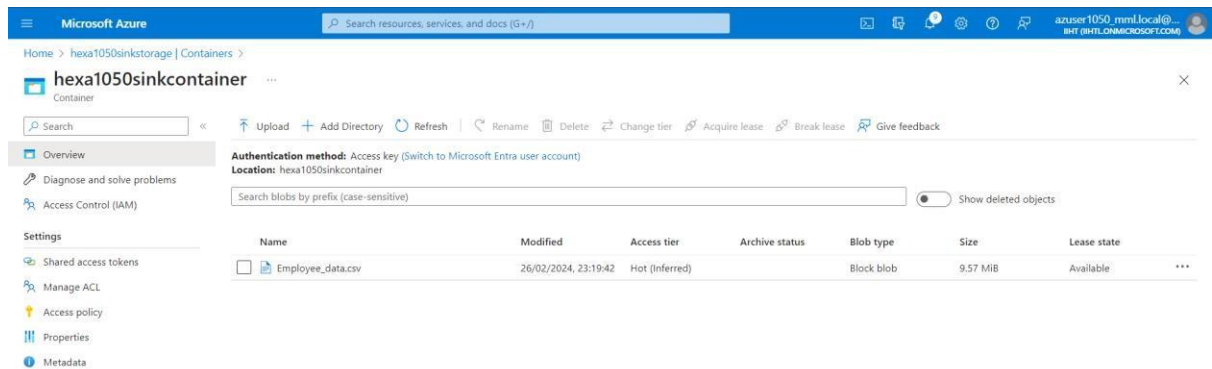 Microsoft Azure
Search resources, services, and docs (G+/)
9
azuser1050_mml.local@...
IIHT (IIHTL.ONMICROSOFT.COM)
Home > hexa1050sinkstorage | Containers >
hexa1050sinkcontainer ...
Container
Search «
Upload + Add Directory Refresh Rename Delete Change tier Acquire lease Break lease Give feedback
Overview
Diagnose and solve problems
Access Control (IAM)
Settings
Shared access tokens
Manage ACL
Access policy
Properties
Metadata
Authentication method: Access key (Switch to Microsoft Entra user account)
Location: hexa1050sinkcontainer
Search blobs by prefix (case-sensitive)
Show deleted objects
Name Modified Access tier Archive status Blob type Size Lease state
Employee_data.csv 26/02/2024, 23:19:42 Hot (Inferred) Block blob 9.57 MiB Available ...